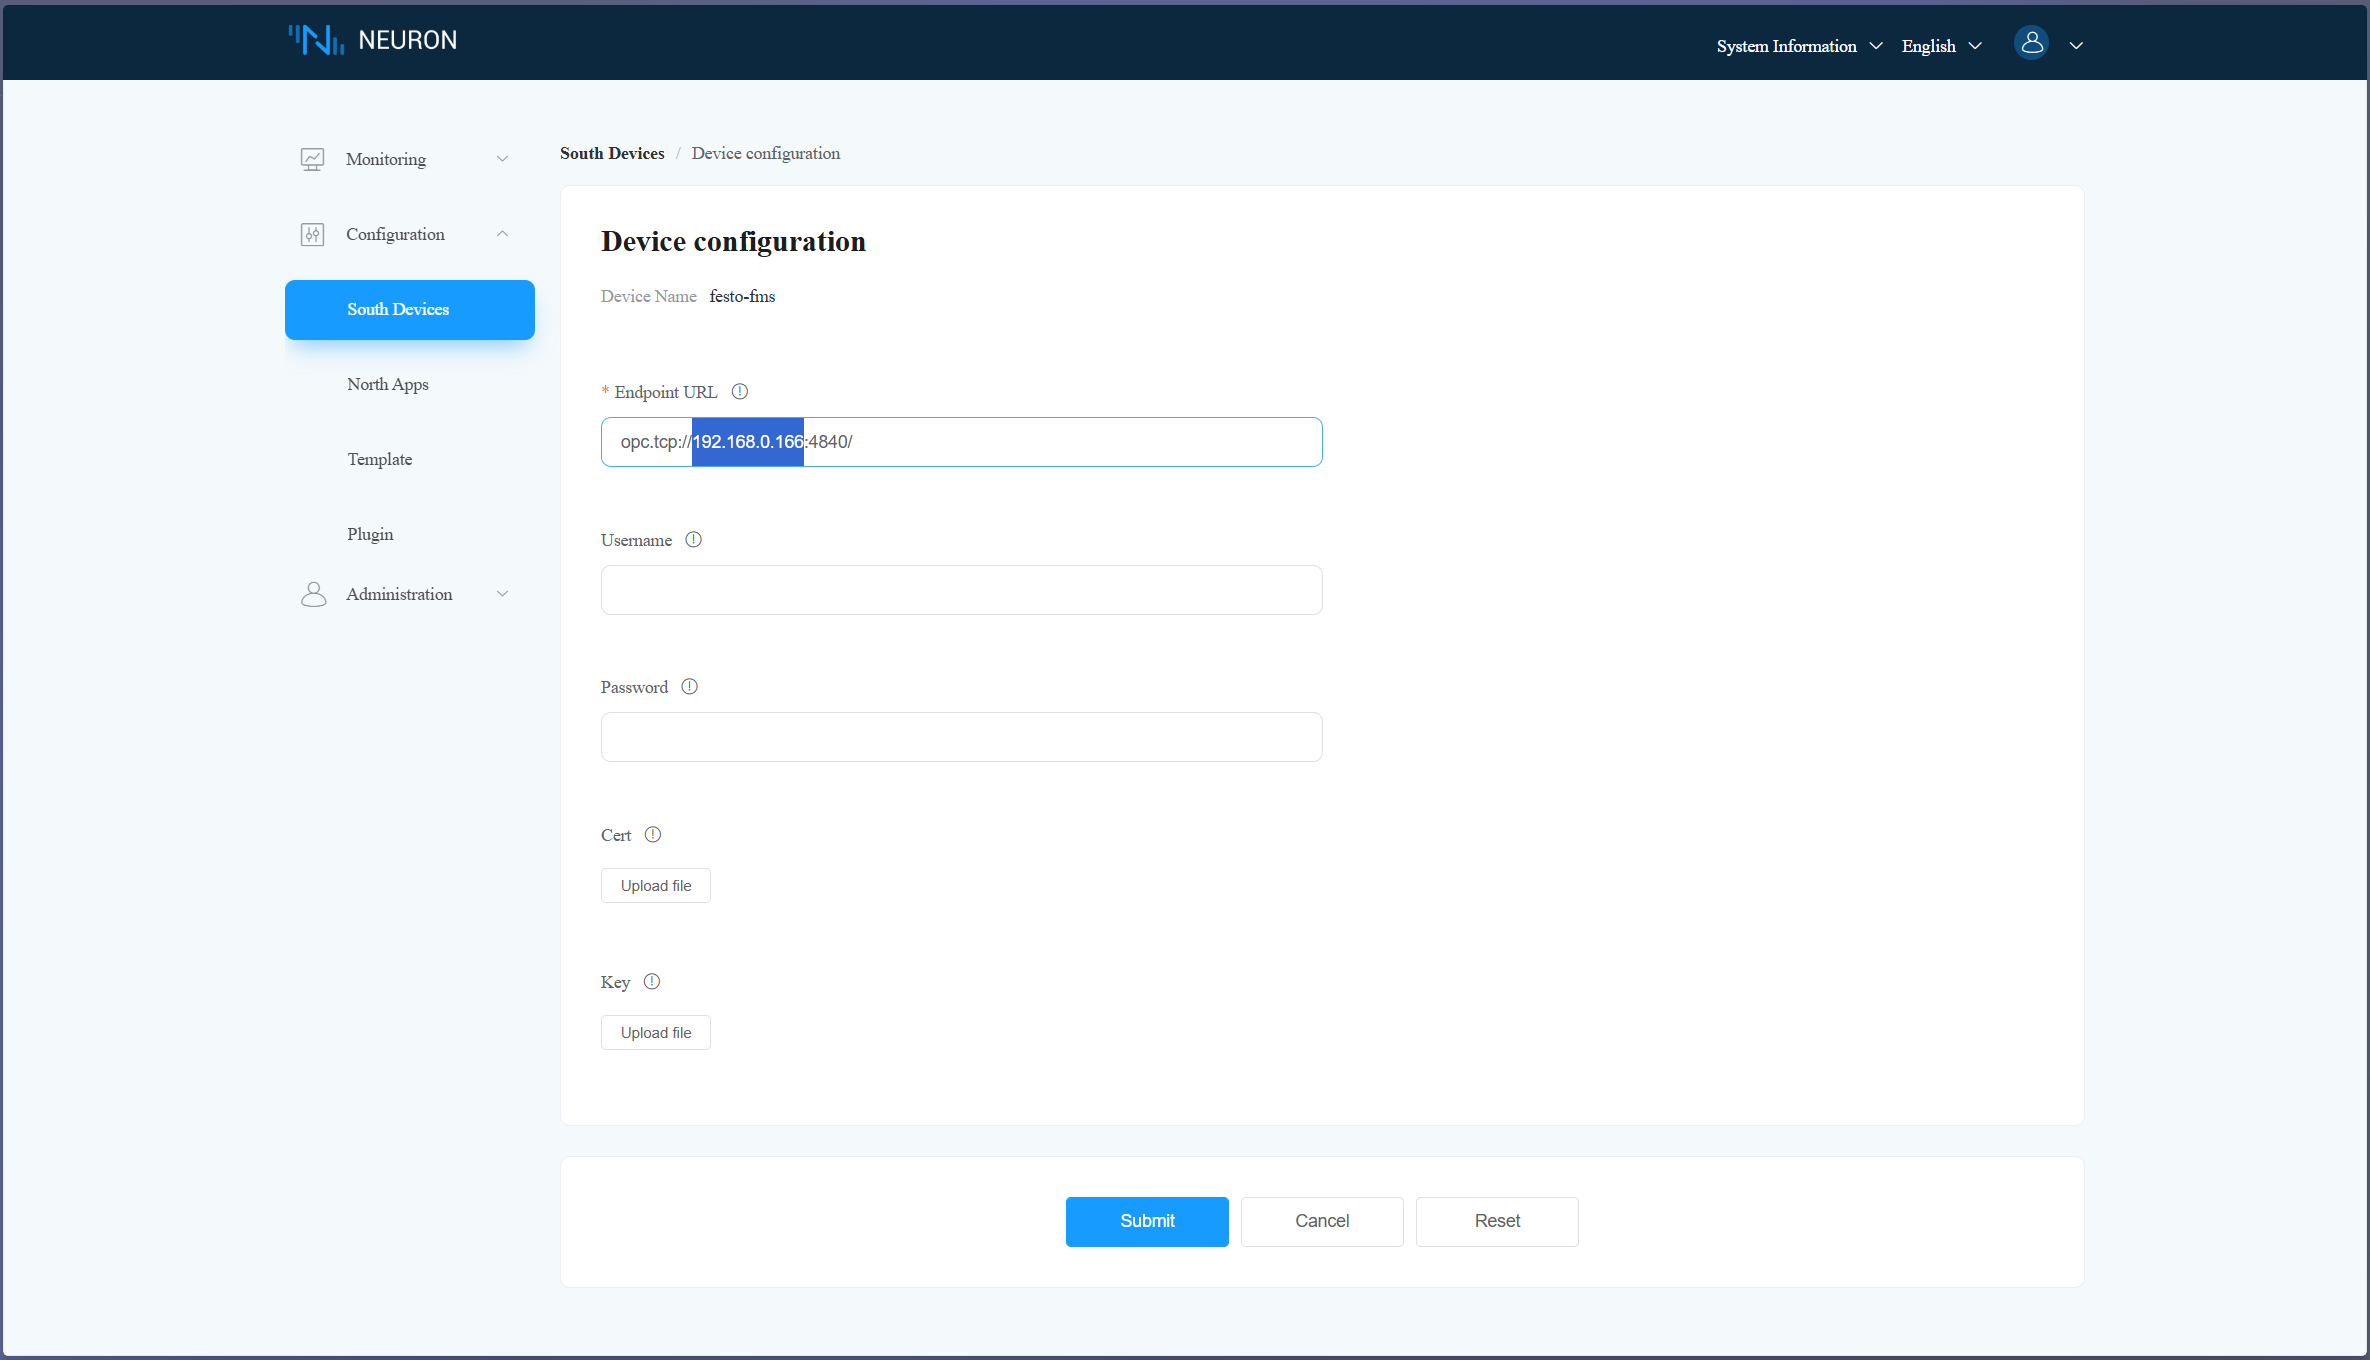 NEURON
System Information
English
Monitoring
Configuration
South Devices
North Apps
Template
Plugin
Administration
South Devices / Device configuration
Device configuration
Device Name festo-fms
* Endpoint URL
opc.tcp://192.168.0.166:4840/
Username
Password
Cert
Upload file
Key
Upload file
Submit
Cancel
Reset